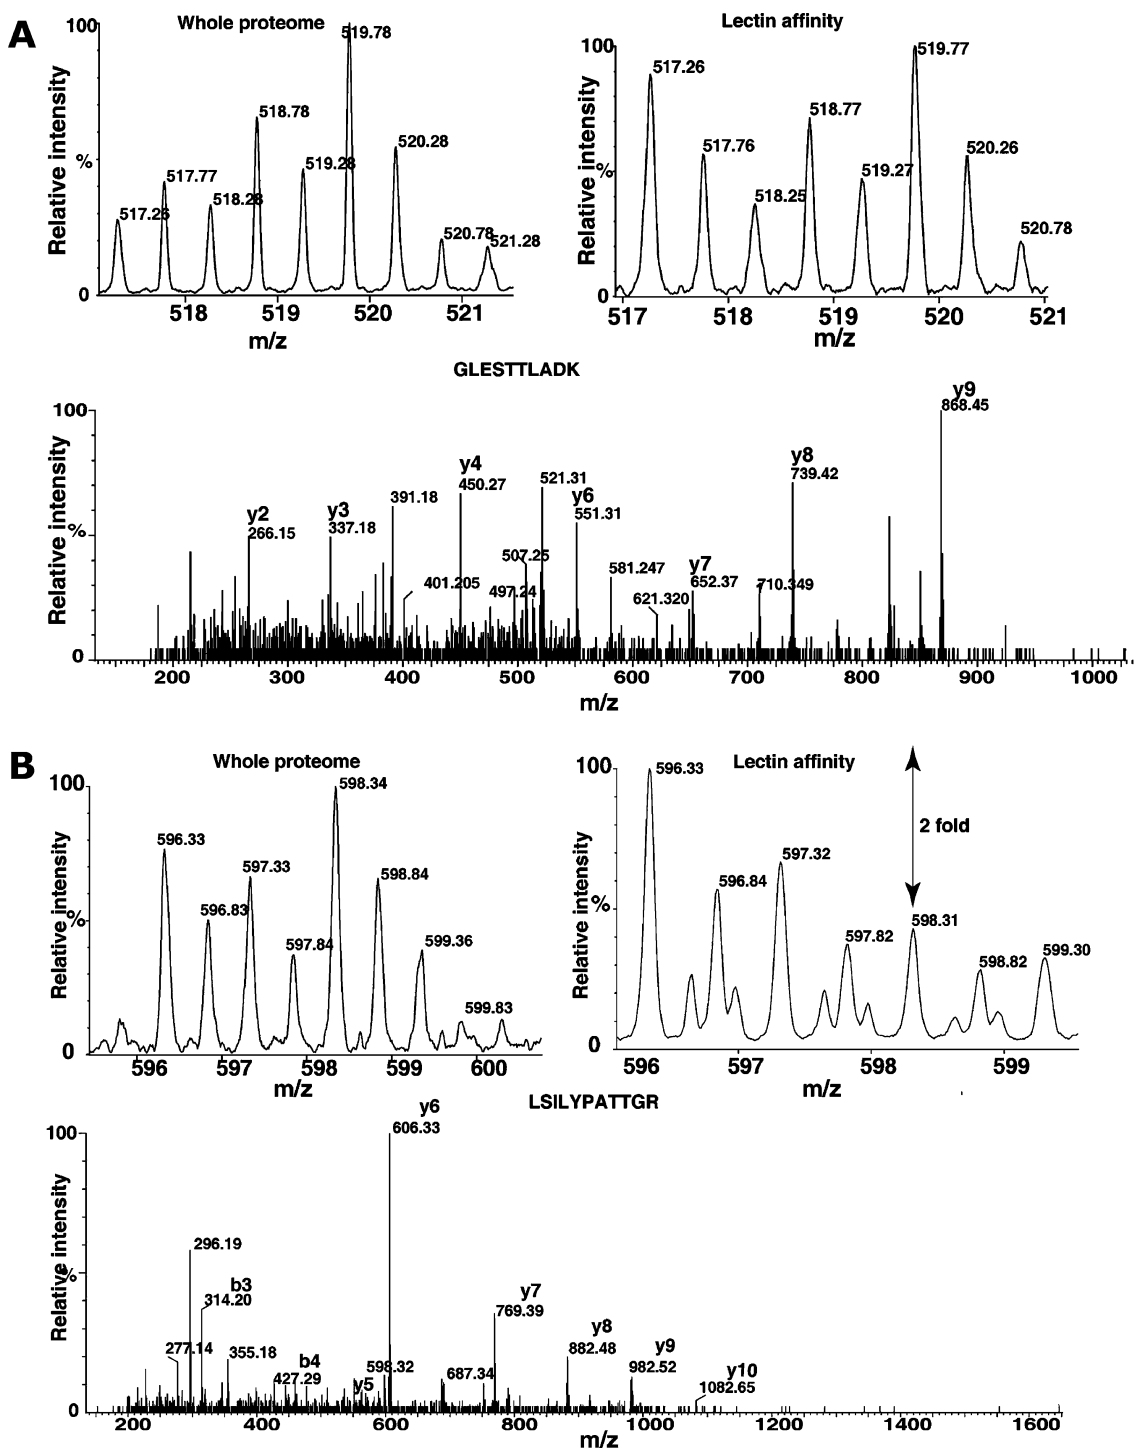 A
Whole proteome
Relative intensity
100
%
0
517.26
517.77
518.28
518.78
519.28
519.78
520.28
520.78
521.28
518 519 520 521
m/z
Lectin affinity
Relative intensity
100
%
0
517.26
517.76
518.25
518.77
519.27
519.77
520.26
520.78
517 518 519 520 521
m/z
GLESTTLADK
Relative intensity
100
%
0
y2
266.15
y3
337.18
391.18
401.205
y4
450.27
497.24
507.25
521.31
y6
551.31
581.247
621.320
y7
652.37
710.349
y8
739.42
y9
868.45
200 300 400 500 600 700 800 900 1000
m/z
B
Whole proteome
Relative intensity
100
%
0
596.33
596.83
597.33
597.84
598.34
598.84
599.36
599.83
596 597 598 599 600
m/z
Lectin affinity
Relative intensity
100
%
0
596.33
596.84
597.32
597.82
2 fold
598.31
598.82
599.30
596 597 598 599
m/z
LSILYPATTGR
Relative intensity
100
%
0
277.14
296.19
b3
314.20
355.18
b4
427.29
y5
598.32
y6
606.33
687.34
y7
769.39
y8
882.48
y9
982.52
y10
1082.65
200 400 600 800 1000 1200 1400 1600
m/z